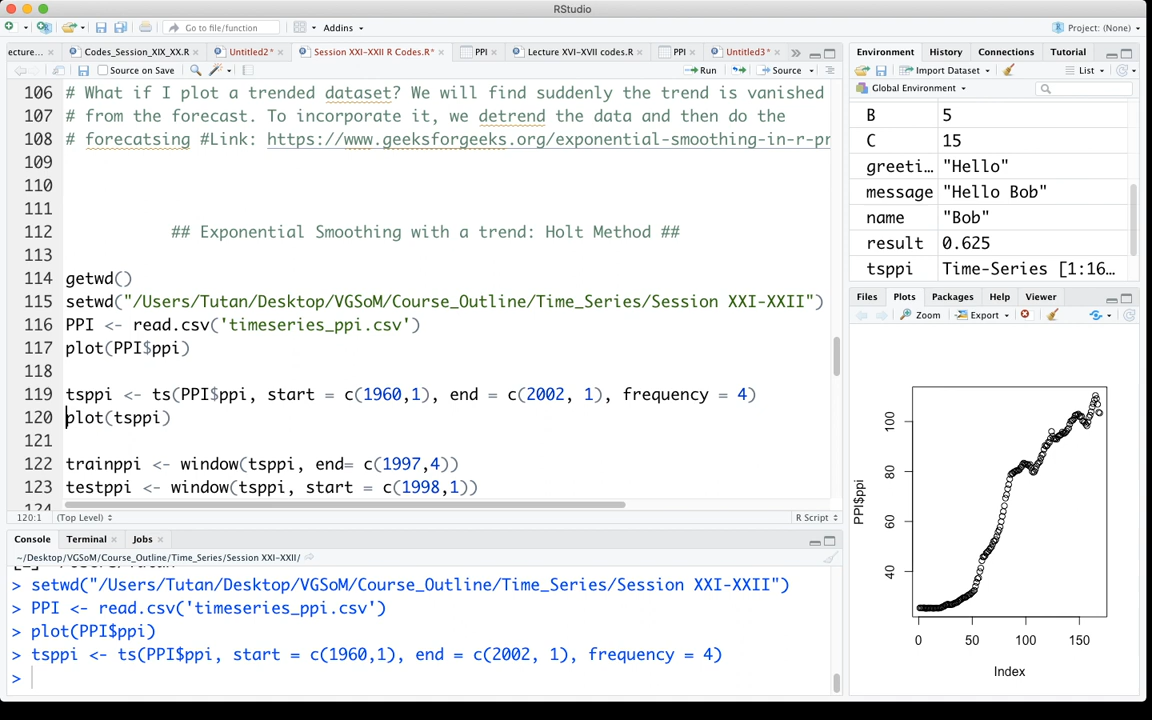 RStudio
Go to file/function
Addins
Project: (None)
ecture...
Codes_Session_XIX_XX.R
Untitled2*
Session XXI-XXII R Codes.R*
PPI
Lecture XVI-XVII codes.R
PPI
Untitled3*
Source on Save
Run
Source
106 # What if I plot a trended dataset? We will find suddenly the trend is vanished
107 # from the forecast. To incorporate it, we detrend the data and then do the
108 # forecatsing #Link: https://www.geeksforgeeks.org/exponential-smoothing-in-r-pr
109
110
111
112 ## Exponential Smoothing with a trend: Holt Method ##
113
114 getwd()
115 setwd("/Users/Tutan/Desktop/VGSoM/Course_Outline/Time_Series/Session XXI-XXII")
116 PPI <- read.csv('timeseries_ppi.csv')
117 plot(PPI$ppi)
118
119 tsppi <- ts(PPI$ppi, start = c(1960,1), end = c(2002, 1), frequency = 4)
120 plot(tsppi)
121
122 trainppi <- window(tsppi, end= c(1997,4))
123 testppi <- window(tsppi, start = c(1998,1))
120:1 (Top Level) R Script
Console Terminal Jobs
~/Desktop/VGSoM/Course_Outline/Time_Series/Session XXI-XXII/
> setwd("/Users/Tutan/Desktop/VGSoM/Course_Outline/Time_Series/Session XXI-XXII")
> PPI <- read.csv('timeseries_ppi.csv')
> plot(PPI$ppi)
> tsppi <- ts(PPI$ppi, start = c(1960,1), end = c(2002, 1), frequency = 4)
>
Environment History Connections Tutorial
Import Dataset List
Global Environment
B 5
C 15
greeti... "Hello"
message "Hello Bob"
name "Bob"
result 0.625
tsppi Time-Series [1:16...
Files Plots Packages Help Viewer
Zoom Export
PPI$ppi
100
80
60
40
0 50 100 150
Index